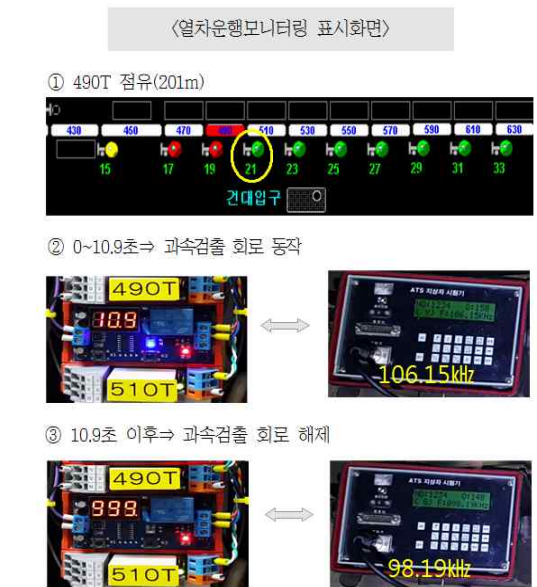 〈열차운행모니터링 표시화면〉
① 490T 점유(201m)
430 450 470 490 510 530 550 570 590 610 630
15 17 19 21 23 25 27 29 31 33
건대입구
② 0~10.9초⇒ 과속검출 회로 동작
490T
10.9
510T
ATS 지상자 시험기
106.15㎑
③ 10.9초 이후⇒ 과속검출 회로 해제
490T
999.
510T
ATS 지상자 시험기
98.19㎑